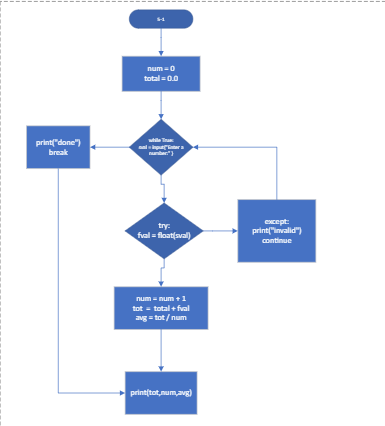 S-1
num = 0
total = 0.0
while True:
sval = input("Enter a
number:" )
print("done")
break
try:
fval = float(sval)
except:
print("invalid")
continue
num = num + 1
tot = total + fval
avg = tot / num
print(tot,num,avg)